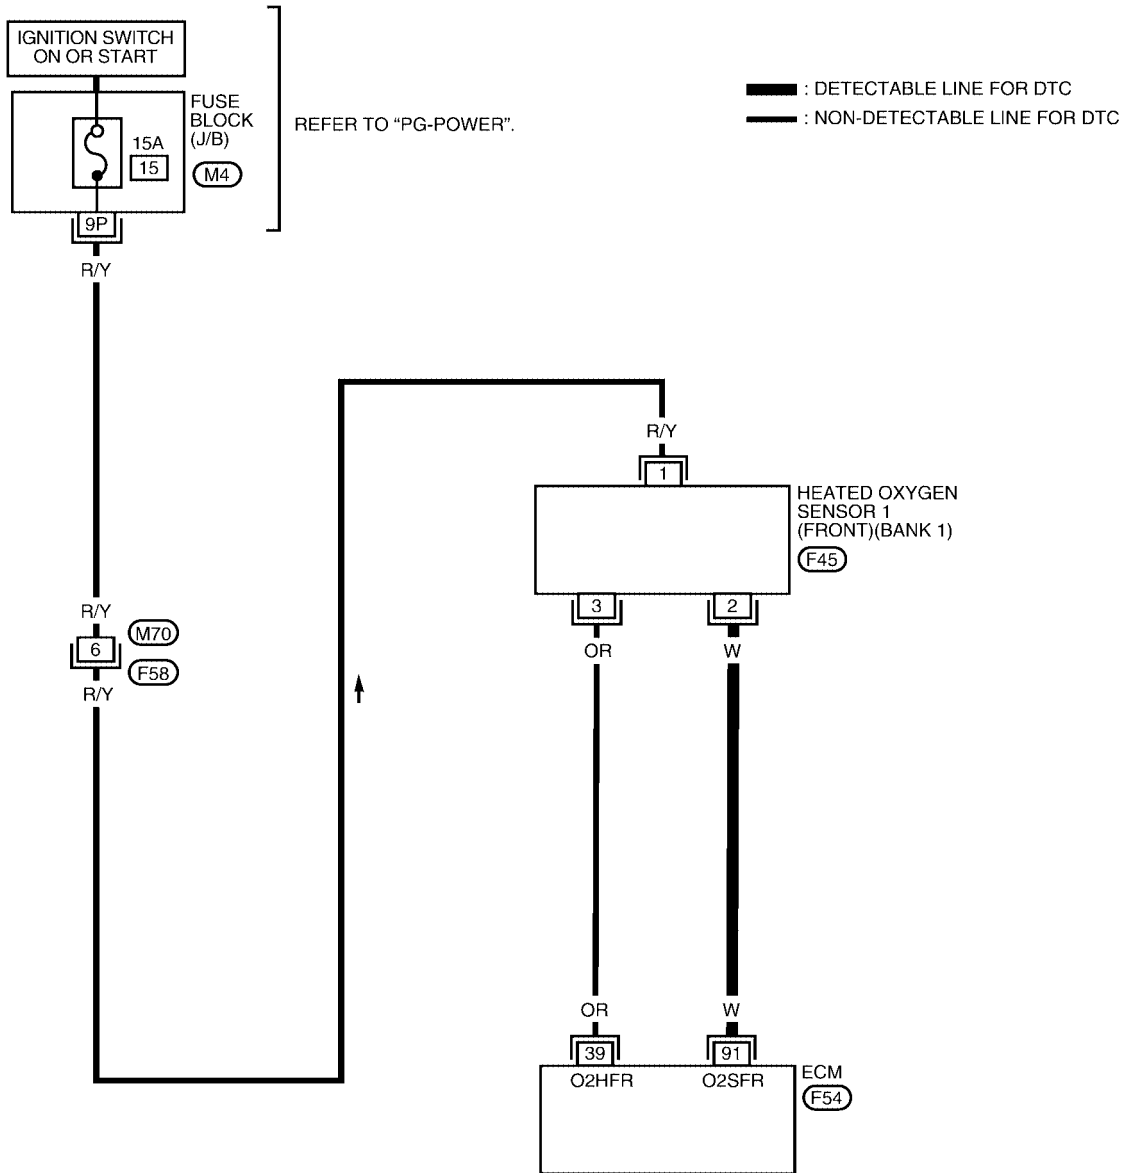 IGNITION SWITCH
ON OR START
FUSE
BLOCK
(J/B)
15A
15
M4
REFER TO “PG-POWER”.
: DETECTABLE LINE FOR DTC
: NON-DETECTABLE LINE FOR DTC
9P
R/Y
R/Y
1
HEATED OXYGEN
SENSOR 1
(FRONT)(BANK 1)
F45
3
2
OR
W
R/Y
6
M70
F58
R/Y
OR
W
39
91
O2HFR
O2SFR
ECM
F54